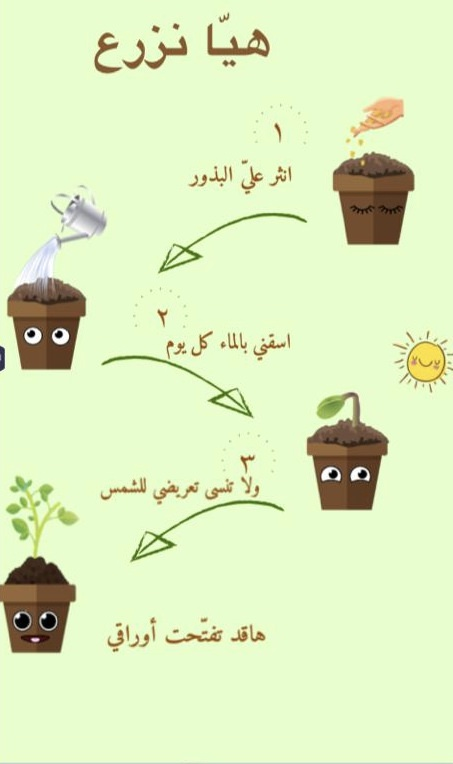 هيّا نزرع
١
انثر عليّ البذور
٢
اسقني بالماء كل يوم
٣
ولا تنسى تعريضي للشمس
هاقد تفتّحت أوراقي